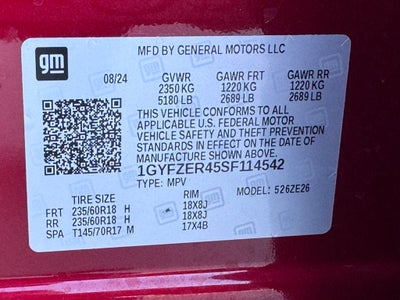 gm
MFD BY GENERAL MOTORS LLC
08/24 GVWR GAWR FRT GAWR RR
2350 KG 1220 KG 1220 KG
5180 LB 2689 LB 2689 LB
THIS VEHICLE CONFORMS TO ALL
APPLICABLE U.S. FEDERAL MOTOR
VEHICLE SAFETY AND THEFT PREVENTION
STANDARDS IN EFFECT ON THE DATE OF
MANUFACTURE SHOWN ABOVE.
1GYFZER45SF114542
TYPE: MPV MODEL: 526ZE26
TIRE SIZE RIM
FRT 235/60R18 H 18X8J
RR 235/60R18 H 18X8J
SPA T145/70R17 M 17X4B